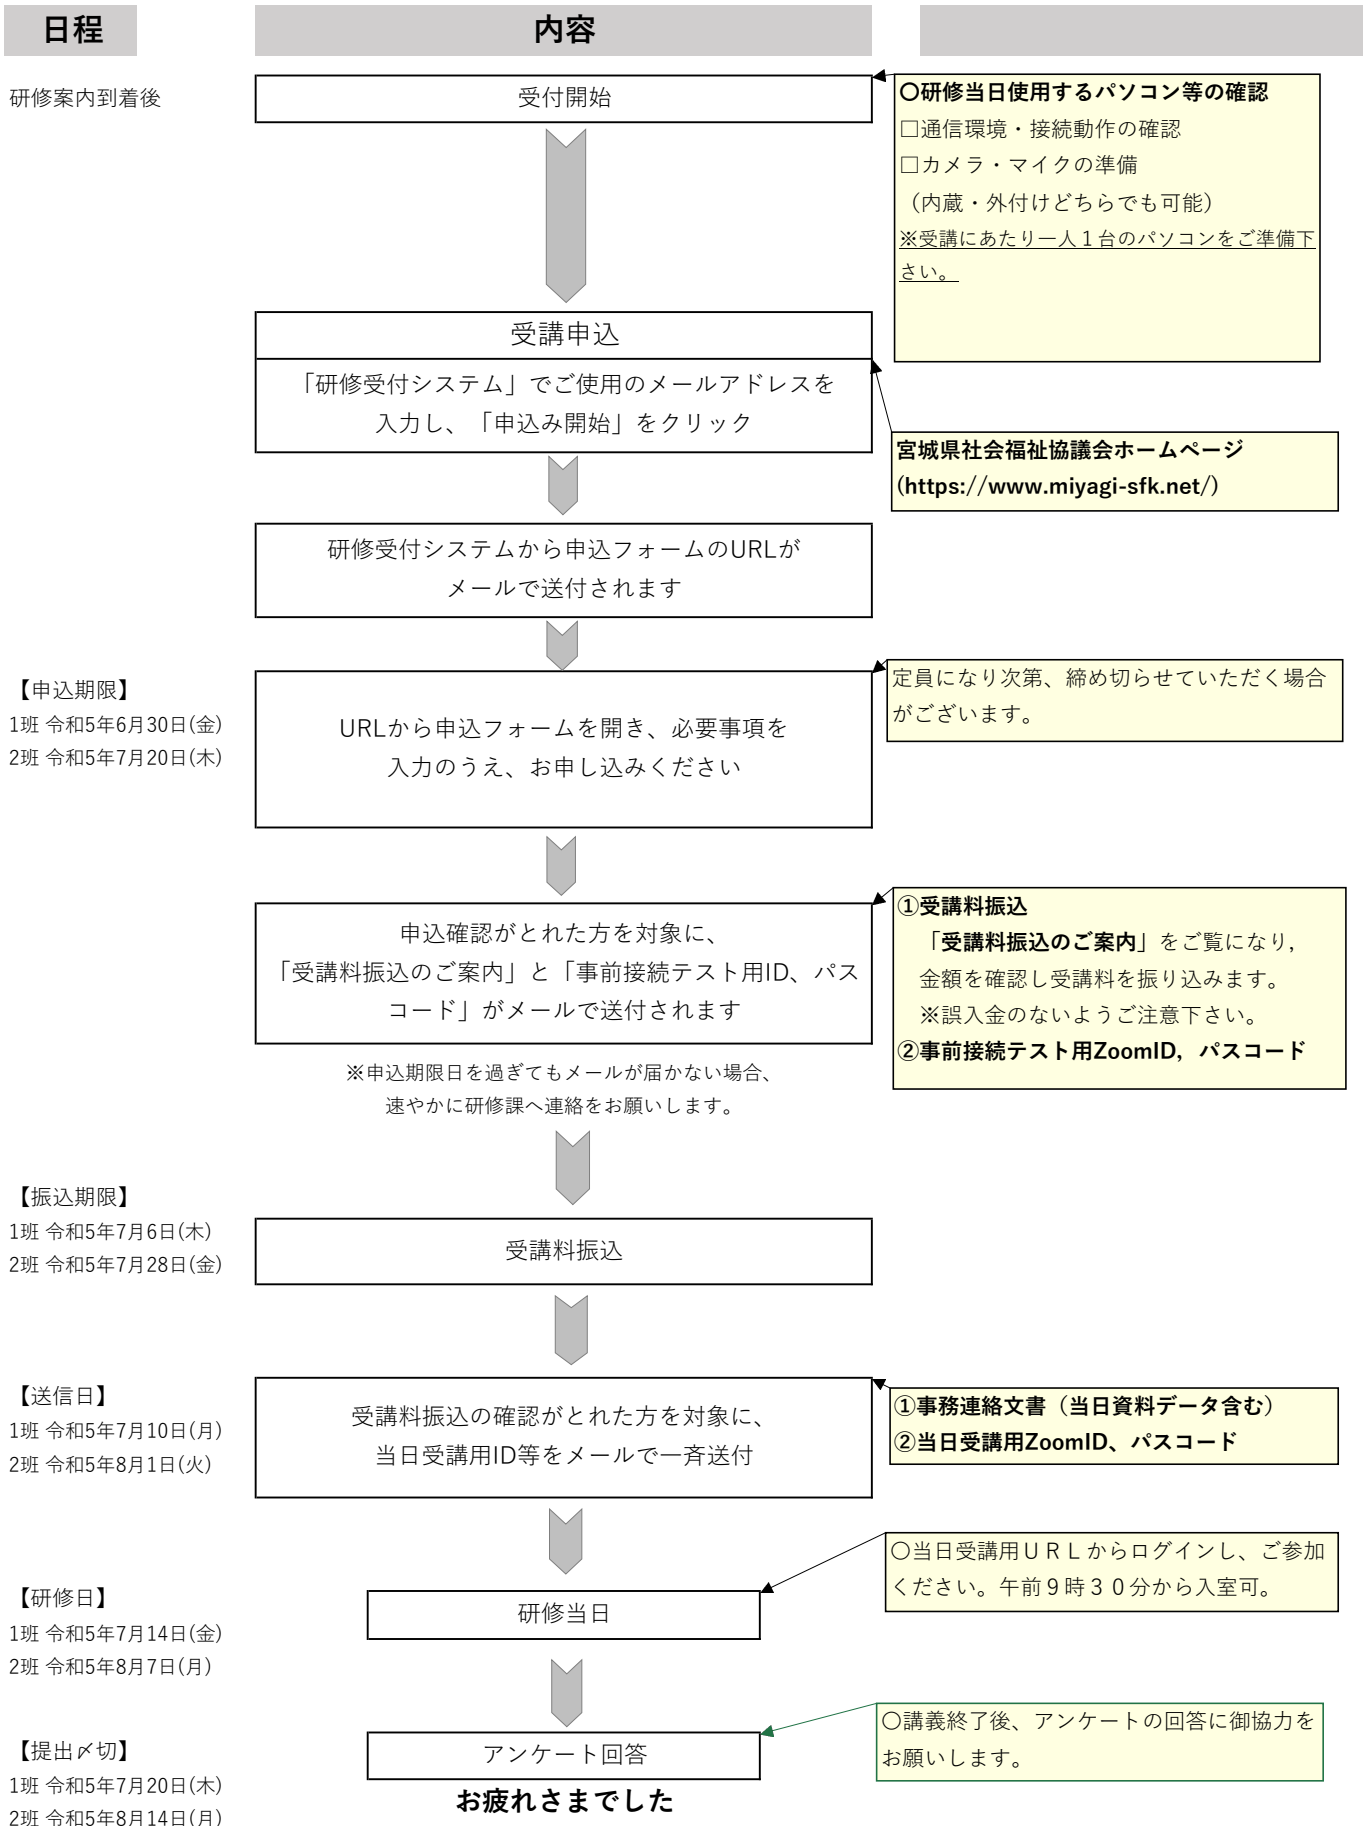 日程
内容
研修案内到着後
受付開始
〇研修当日使用するパソコン等の確認
□通信環境・接続動作の確認
□カメラ・マイクの準備
（内蔵・外付けどちらでも可能）
※受講にあたり一人１台のパソコンをご準備下
さい。
受講申込
「研修受付システム」でご使用のメールアドレスを
入力し、「申込み開始」をクリック
宮城県社会福祉協議会ホームページ
(https://www.miyagi-sfk.net/)
研修受付システムから申込フォームのURLが
メールで送付されます
【申込期限】
1班 令和5年6月30日(金)
2班 令和5年7月20日(木)
URLから申込フォームを開き、必要事項を
入力のうえ、お申し込みください
定員になり次第、締め切らせていただく場合
がございます。
申込確認がとれた方を対象に、
「受講料振込のご案内」と「事前接続テスト用ID、パス
コード」がメールで送付されます
①受講料振込
「受講料振込のご案内」をご覧になり，
金額を確認し受講料を振り込みます。
※誤入金のないようご注意下さい。
②事前接続テスト用ZoomID，パスコード
※申込期限日を過ぎてもメールが届かない場合、
速やかに研修課へ連絡をお願いします。
【振込期限】
1班 令和5年7月6日(木)
2班 令和5年7月28日(金)
受講料振込
【送信日】
1班 令和5年7月10日(月)
2班 令和5年8月1日(火)
受講料振込の確認がとれた方を対象に、
当日受講用ID等をメールで一斉送付
①事務連絡文書（当日資料データ含む）
②当日受講用ZoomID、パスコード
【研修日】
1班 令和5年7月14日(金)
2班 令和5年8月7日(月)
研修当日
〇当日受講用ＵＲＬからログインし、ご参加
ください。午前９時３０分から入室可。
【提出〆切】
1班 令和5年7月20日(木)
2班 令和5年8月14日(月)
アンケート回答
〇講義終了後、アンケートの回答に御協力を
お願いします。
お疲れさまでした